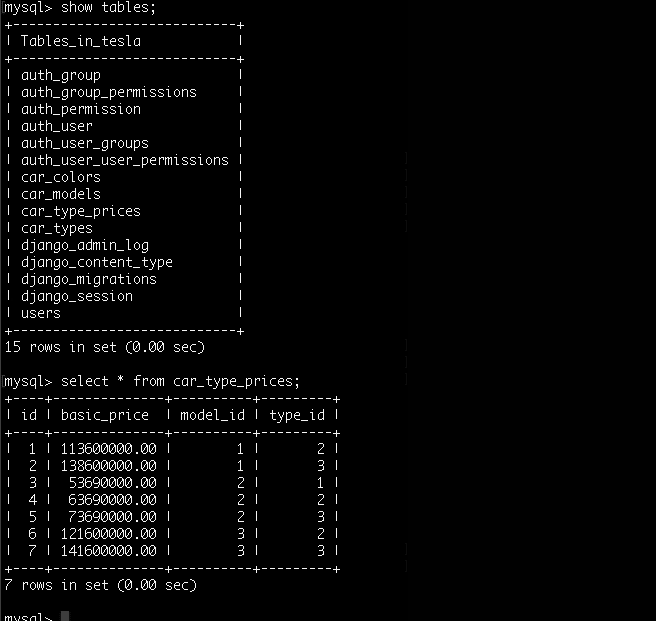 mysql> show tables;
+----------------------------+
| Tables_in_tesla            |
+----------------------------+
| auth_group                 |
| auth_group_permissions     |
| auth_permission            |
| auth_user                  |
| auth_user_groups           |
| auth_user_user_permissions |
| car_colors                 |
| car_models                 |
| car_type_prices            |
| car_types                  |
| django_admin_log           |
| django_content_type        |
| django_migrations          |
| django_session             |
| users                      |
+----------------------------+
15 rows in set (0.00 sec)
mysql> select * from car_type_prices;
+----+--------------+----------+---------+
| id | basic_price  | model_id | type_id |
+----+--------------+----------+---------+
|  1 | 113600000.00 |        1 |       2 |
|  2 | 138600000.00 |        1 |       3 |
|  3 |  53690000.00 |        2 |       1 |
|  4 |  63690000.00 |        2 |       2 |
|  5 |  73690000.00 |        2 |       3 |
|  6 | 121600000.00 |        3 |       2 |
|  7 | 141600000.00 |        3 |       3 |
+----+--------------+----------+---------+
7 rows in set (0.00 sec)
mysql>